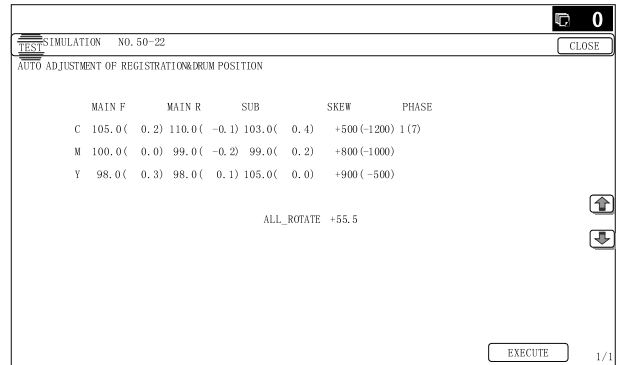 0
TEST SIMULATION NO. 50-22
CLOSE
AUTO ADJUSTMENT OF REGISTRATION&DRUM POSITION
MAIN F MAIN R SUB SKEW PHASE
C 105.0( 0.2) 110.0( -0.1) 103.0( 0.4) +500(-1200) 1(7)
M 100.0( 0.0) 99.0( -0.2) 99.0( 0.2) +800(-1000)
Y 98.0( 0.3) 98.0( 0.1) 105.0( 0.0) +900( -500)
ALL_ROTATE +55.5
EXECUTE
1/1